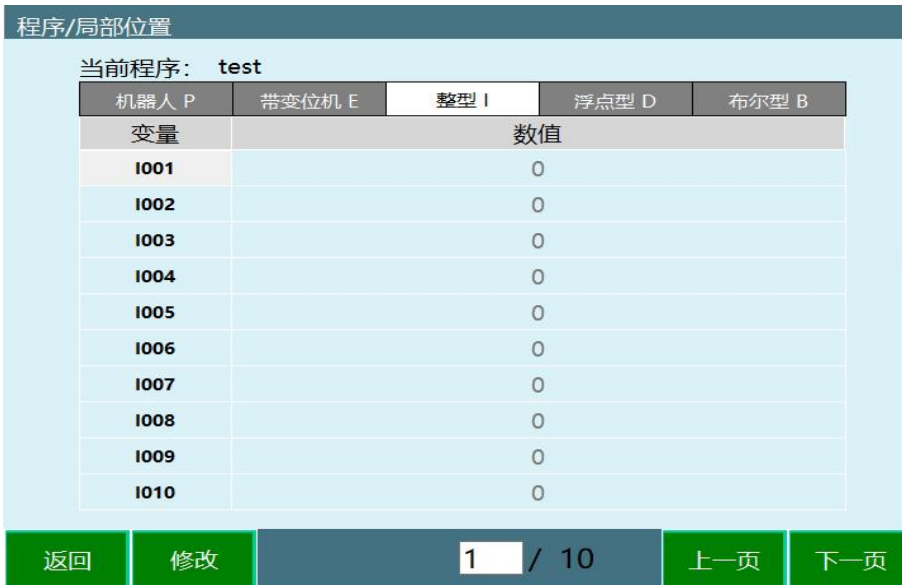 程序/局部位置
当前程序： test
机器人 P 带变位机 E 整型 I 浮点型 D 布尔型 B
变量 数值
I001 0
I002 0
I003 0
I004 0
I005 0
I006 0
I007 0
I008 0
I009 0
I010 0
返回 修改 1 / 10 上一页 下一页